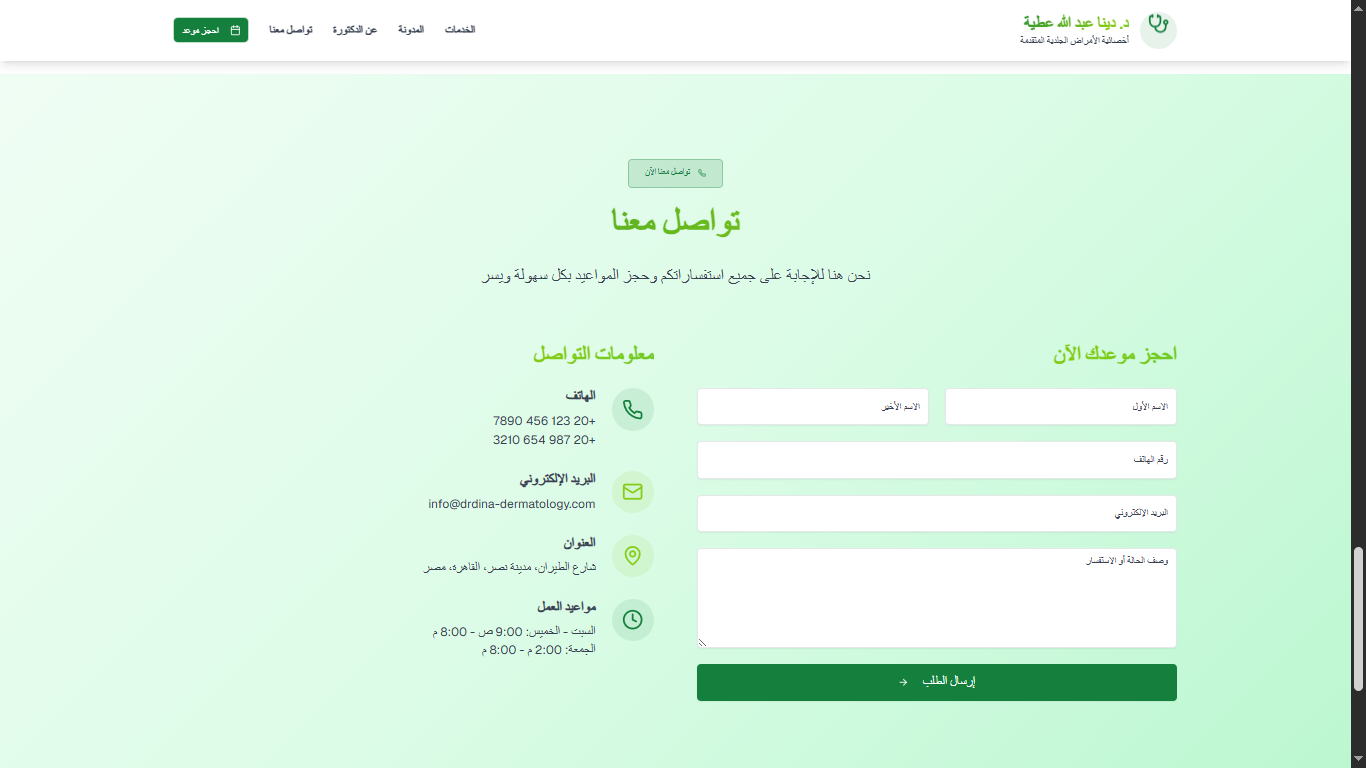 د. دينا عبد الله عطية
أخصائية الأمراض الجلدية المتقدمة
الخدمات
المدونة
عن الدكتورة
تواصل معنا
احجز موعد
تواصل معنا الآن
تواصل معنا
نحن هنا للإجابة على جميع استفساراتكم وحجز المواعيد بكل سهولة ويسر
احجز موعدك الآن
الاسم الأول
الاسم الأخير
رقم الهاتف
البريد الإلكتروني
وصف الحالة أو الاستفسار
إرسال الطلب
معلومات التواصل
الهاتف
+20 123 456 7890
+20 987 654 3210
البريد الإلكتروني
info@drdina-dermatology.com
العنوان
شارع الطيران، مدينة نصر، القاهرة، مصر
مواعيد العمل
السبت - الخميس: 9:00 ص - 8:00 م
الجمعة: 2:00 م - 8:00 م